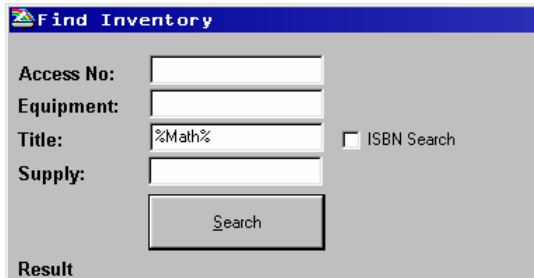 Find Inventory
Access No:
Equipment:
Title: %Math% ISBN Search
Supply:
Search
Result